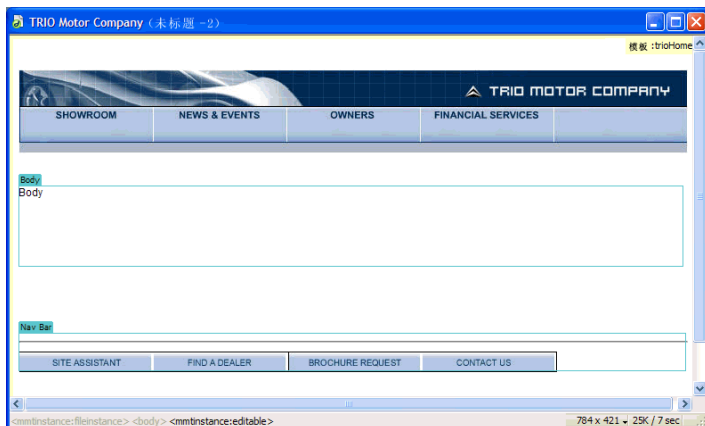 TRIO Motor Company (未标题 -2)
模板 :trioHome
TRIO MOTOR COMPANY
SHOWROOM NEWS & EVENTS OWNERS FINANCIAL SERVICES
Body
Body
Nav Bar
SITE ASSISTANT FIND A DEALER BROCHURE REQUEST CONTACT US
<mmtinstance:fileinstance> <body> <mmtinstance:editable> 784 x 421 25K / 7 sec